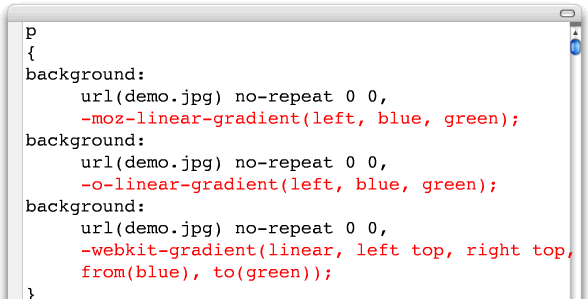 p
{
background:
url(demo.jpg) no-repeat 0 0,
-moz-linear-gradient(left, blue, green);
background:
url(demo.jpg) no-repeat 0 0,
-o-linear-gradient(left, blue, green);
background:
url(demo.jpg) no-repeat 0 0,
-webkit-gradient(linear, left top, right top,
from(blue), to(green));
}